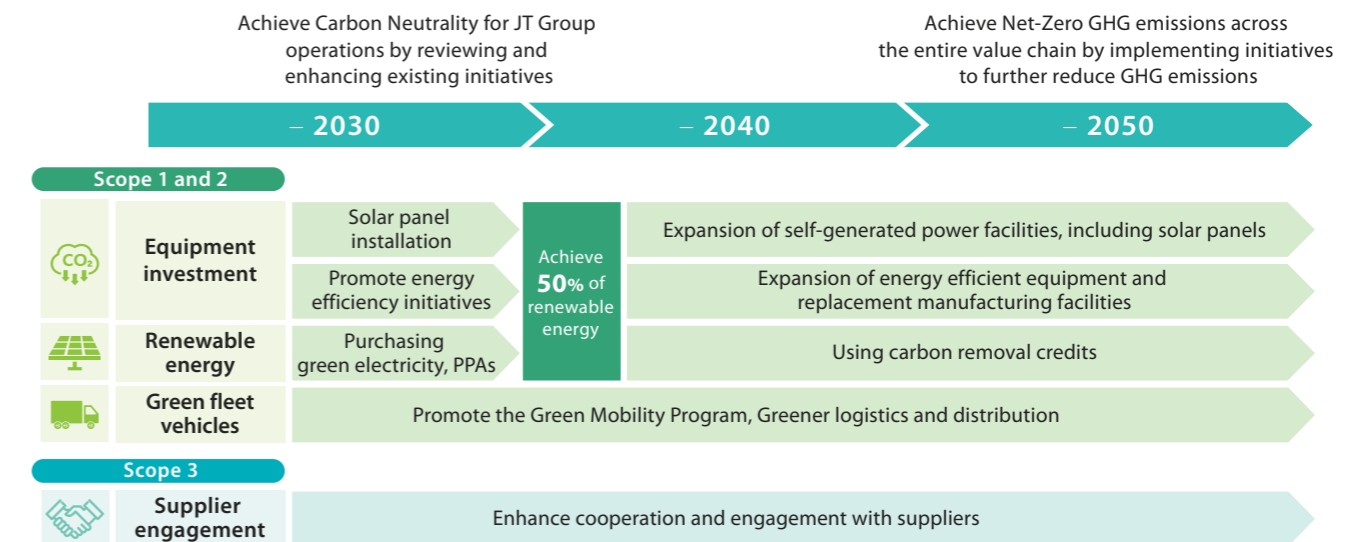 Achieve Carbon Neutrality for JT Group
operations by reviewing and
enhancing existing initiatives
Achieve Net-Zero GHG emissions across
the entire value chain by implementing initiatives
to further reduce GHG emissions
– 2030
– 2040
– 2050
Scope 1 and 2
CO₂
Equipment
investment
Solar panel
installation
Promote energy
efficiency initiatives
Achieve
50% of
renewable
energy
Expansion of self-generated power facilities, including solar panels
Expansion of energy efficient equipment and
replacement manufacturing facilities
Renewable
energy
Purchasing
green electricity, PPAs
Using carbon removal credits
Green fleet
vehicles
Promote the Green Mobility Program, Greener logistics and distribution
Scope 3
Supplier
engagement
Enhance cooperation and engagement with suppliers